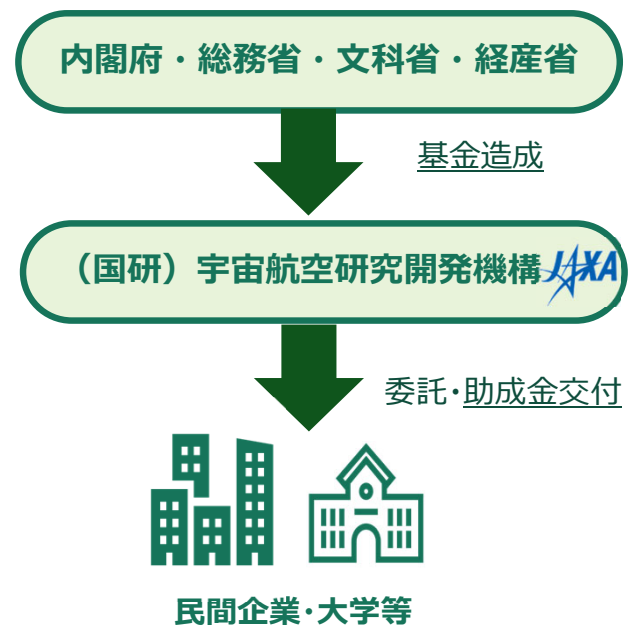 内閣府・総務省・文科省・経産省
基金造成
（国研）宇宙航空研究開発機構 JAXA
委託・助成金交付
民間企業・大学等